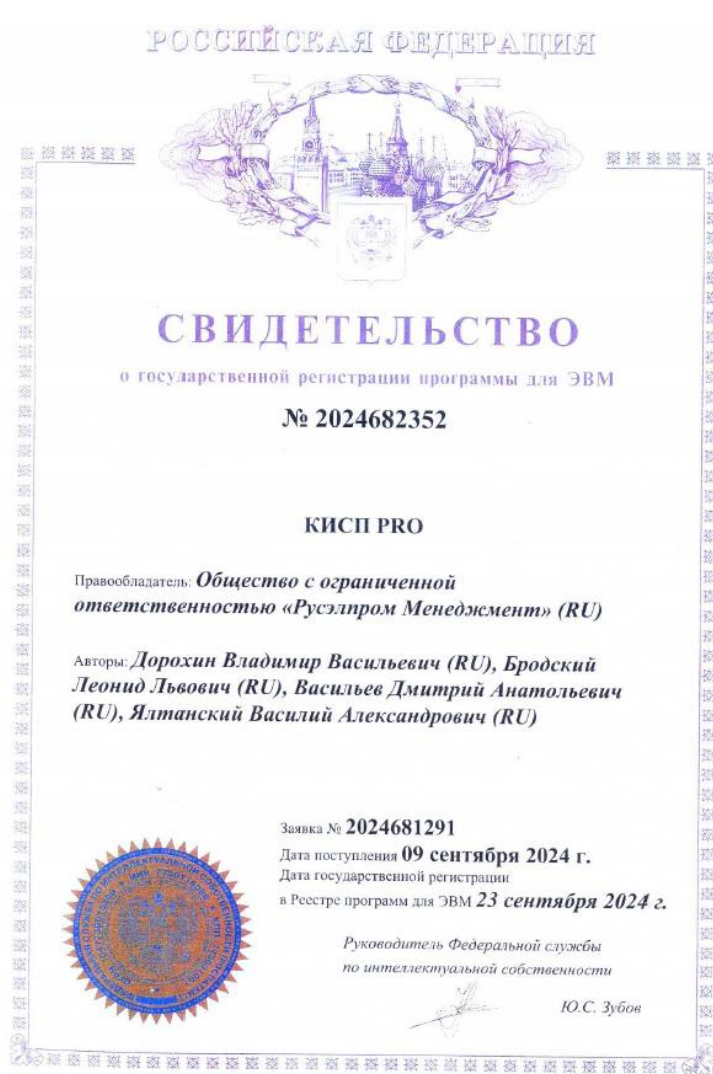 РОССИЙСКАЯ ФЕДЕРАЦИЯ
СВИДЕТЕЛЬСТВО
о государственной регистрации программы для ЭВМ
№ 2024682352
КИСП PRO
Правообладатель: Общество с ограниченной
ответственностью «Русэлпром Менеджмент» (RU)
Авторы: Дорохин Владимир Васильевич (RU), Бродский
Леонид Львович (RU), Васильев Дмитрий Анатольевич
(RU), Ялтанский Василий Александрович (RU)
Заявка № 2024681291
Дата поступления 09 сентября 2024 г.
Дата государственной регистрации
в Реестре программ для ЭВМ 23 сентября 2024 г.
Руководитель Федеральной службы
по интеллектуальной собственности
Ю.С. Зубов